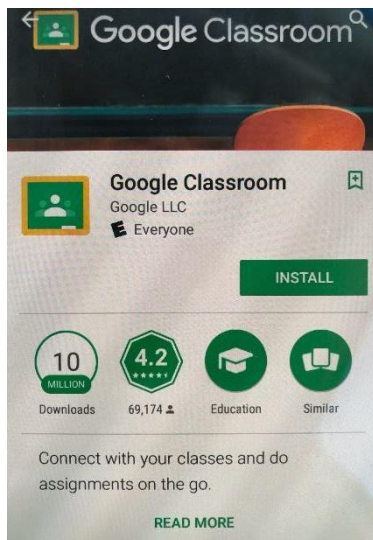 Google Classroom
Google Classroom
Google LLC
E Everyone
INSTALL
10
MILLION
4.2
Downloads
69,174
Education
Similar
Connect with your classes and do
assignments on the go.
READ MORE